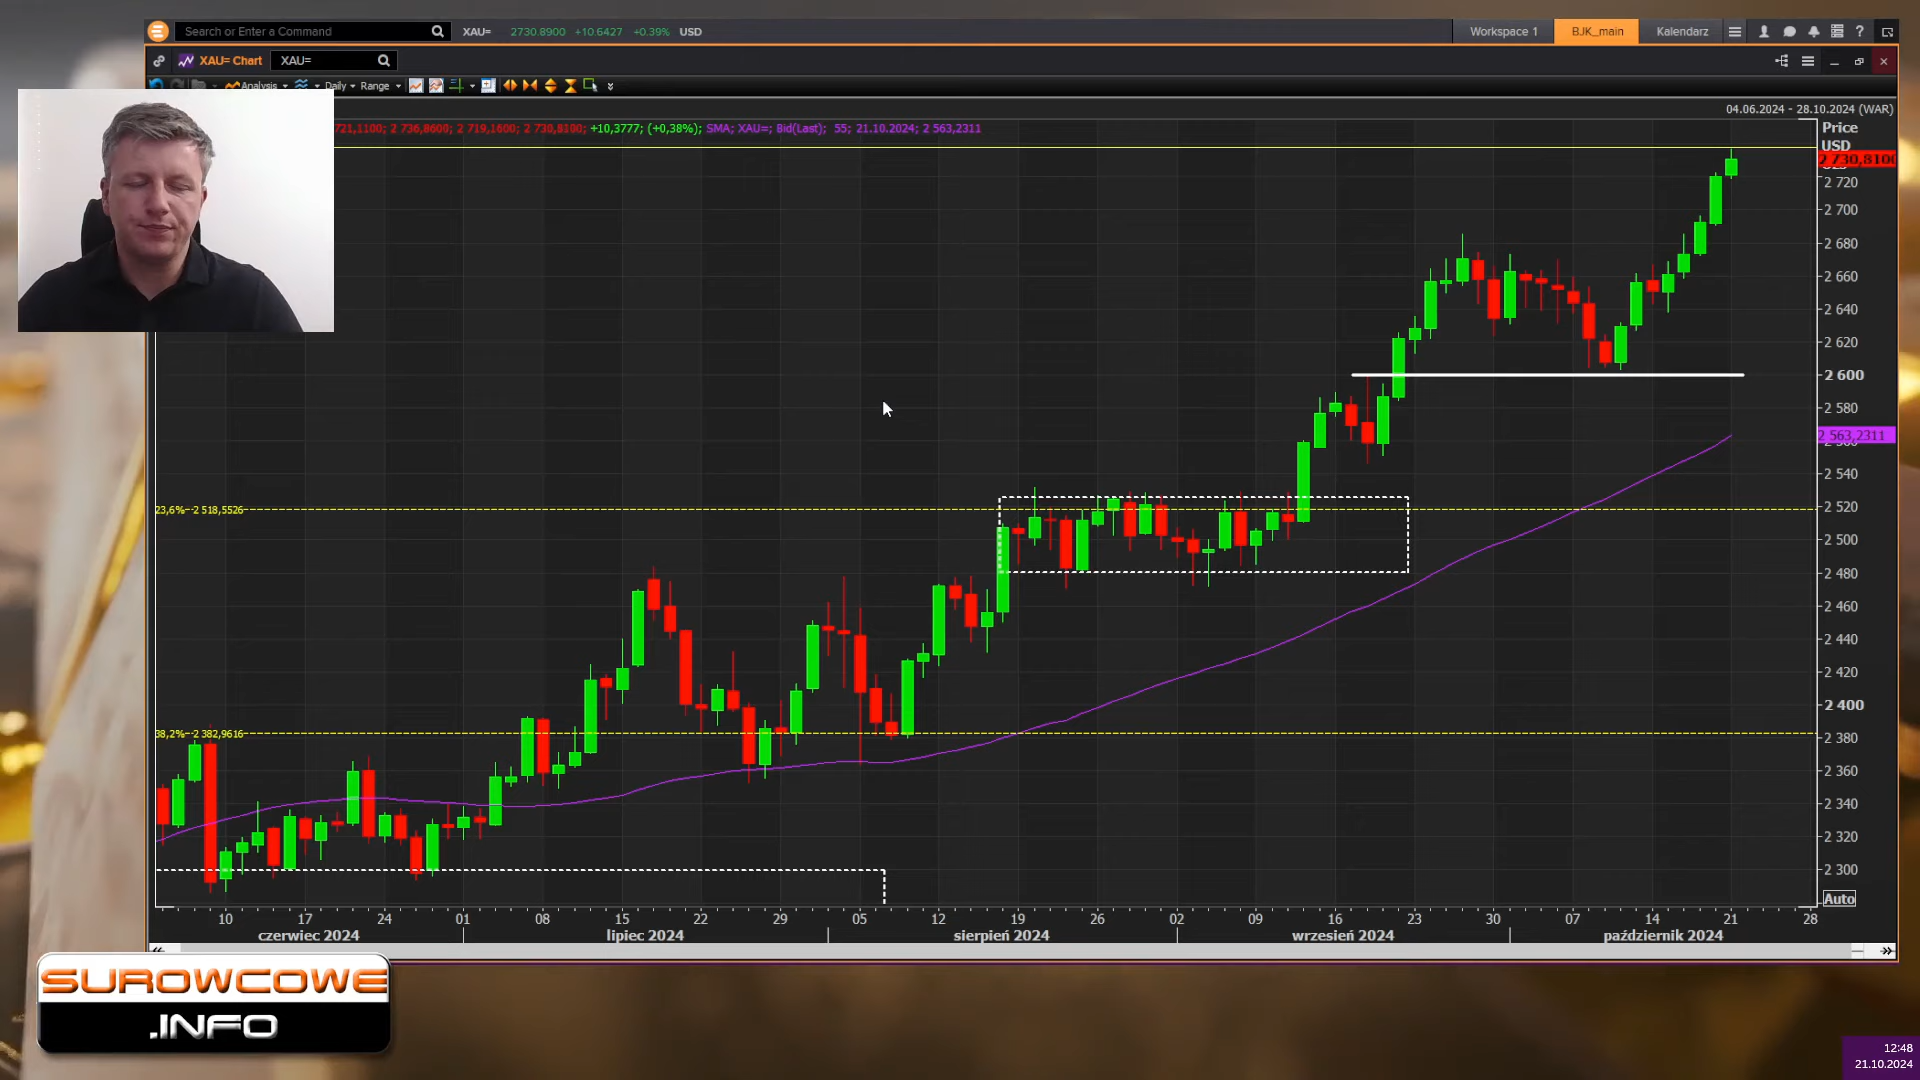 Search or Enter a Command XAU= 2730.8900 +10.6427 +0.39% USD Workspace 1 BJK_main Kalendarz ?
XAU= Chart XAU=
Analysis Daily Range
04.06.2024 - 28.10.2024 (WAR)
721,1100; 2 736,8600; 2 719,1600; 2 730,8100; +10,3777; (+0,38%); SMA; XAU=; Bid(Last); 55; 21.10.2024; 2 563,2311
Price
USD
2 730,8100
2 720
2 700
2 680
2 660
2 640
2 620
2 600
2 580
2 563,2311
2 540
2 520
23,6%- 2 518,5526
2 500
2 480
2 460
2 440
2 420
2 400
38,2%- 2 382,9616
2 380
2 360
2 340
2 320
2 300
Auto
10 17 24 01 08 15 22 29 05 12 19 26 02 09 16 23 30 07 14 21 28
czerwiec 2024 lipiec 2024 sierpień 2024 wrzesień 2024 październik 2024
SUROWCOWE
.INFO
12:48
21.10.2024